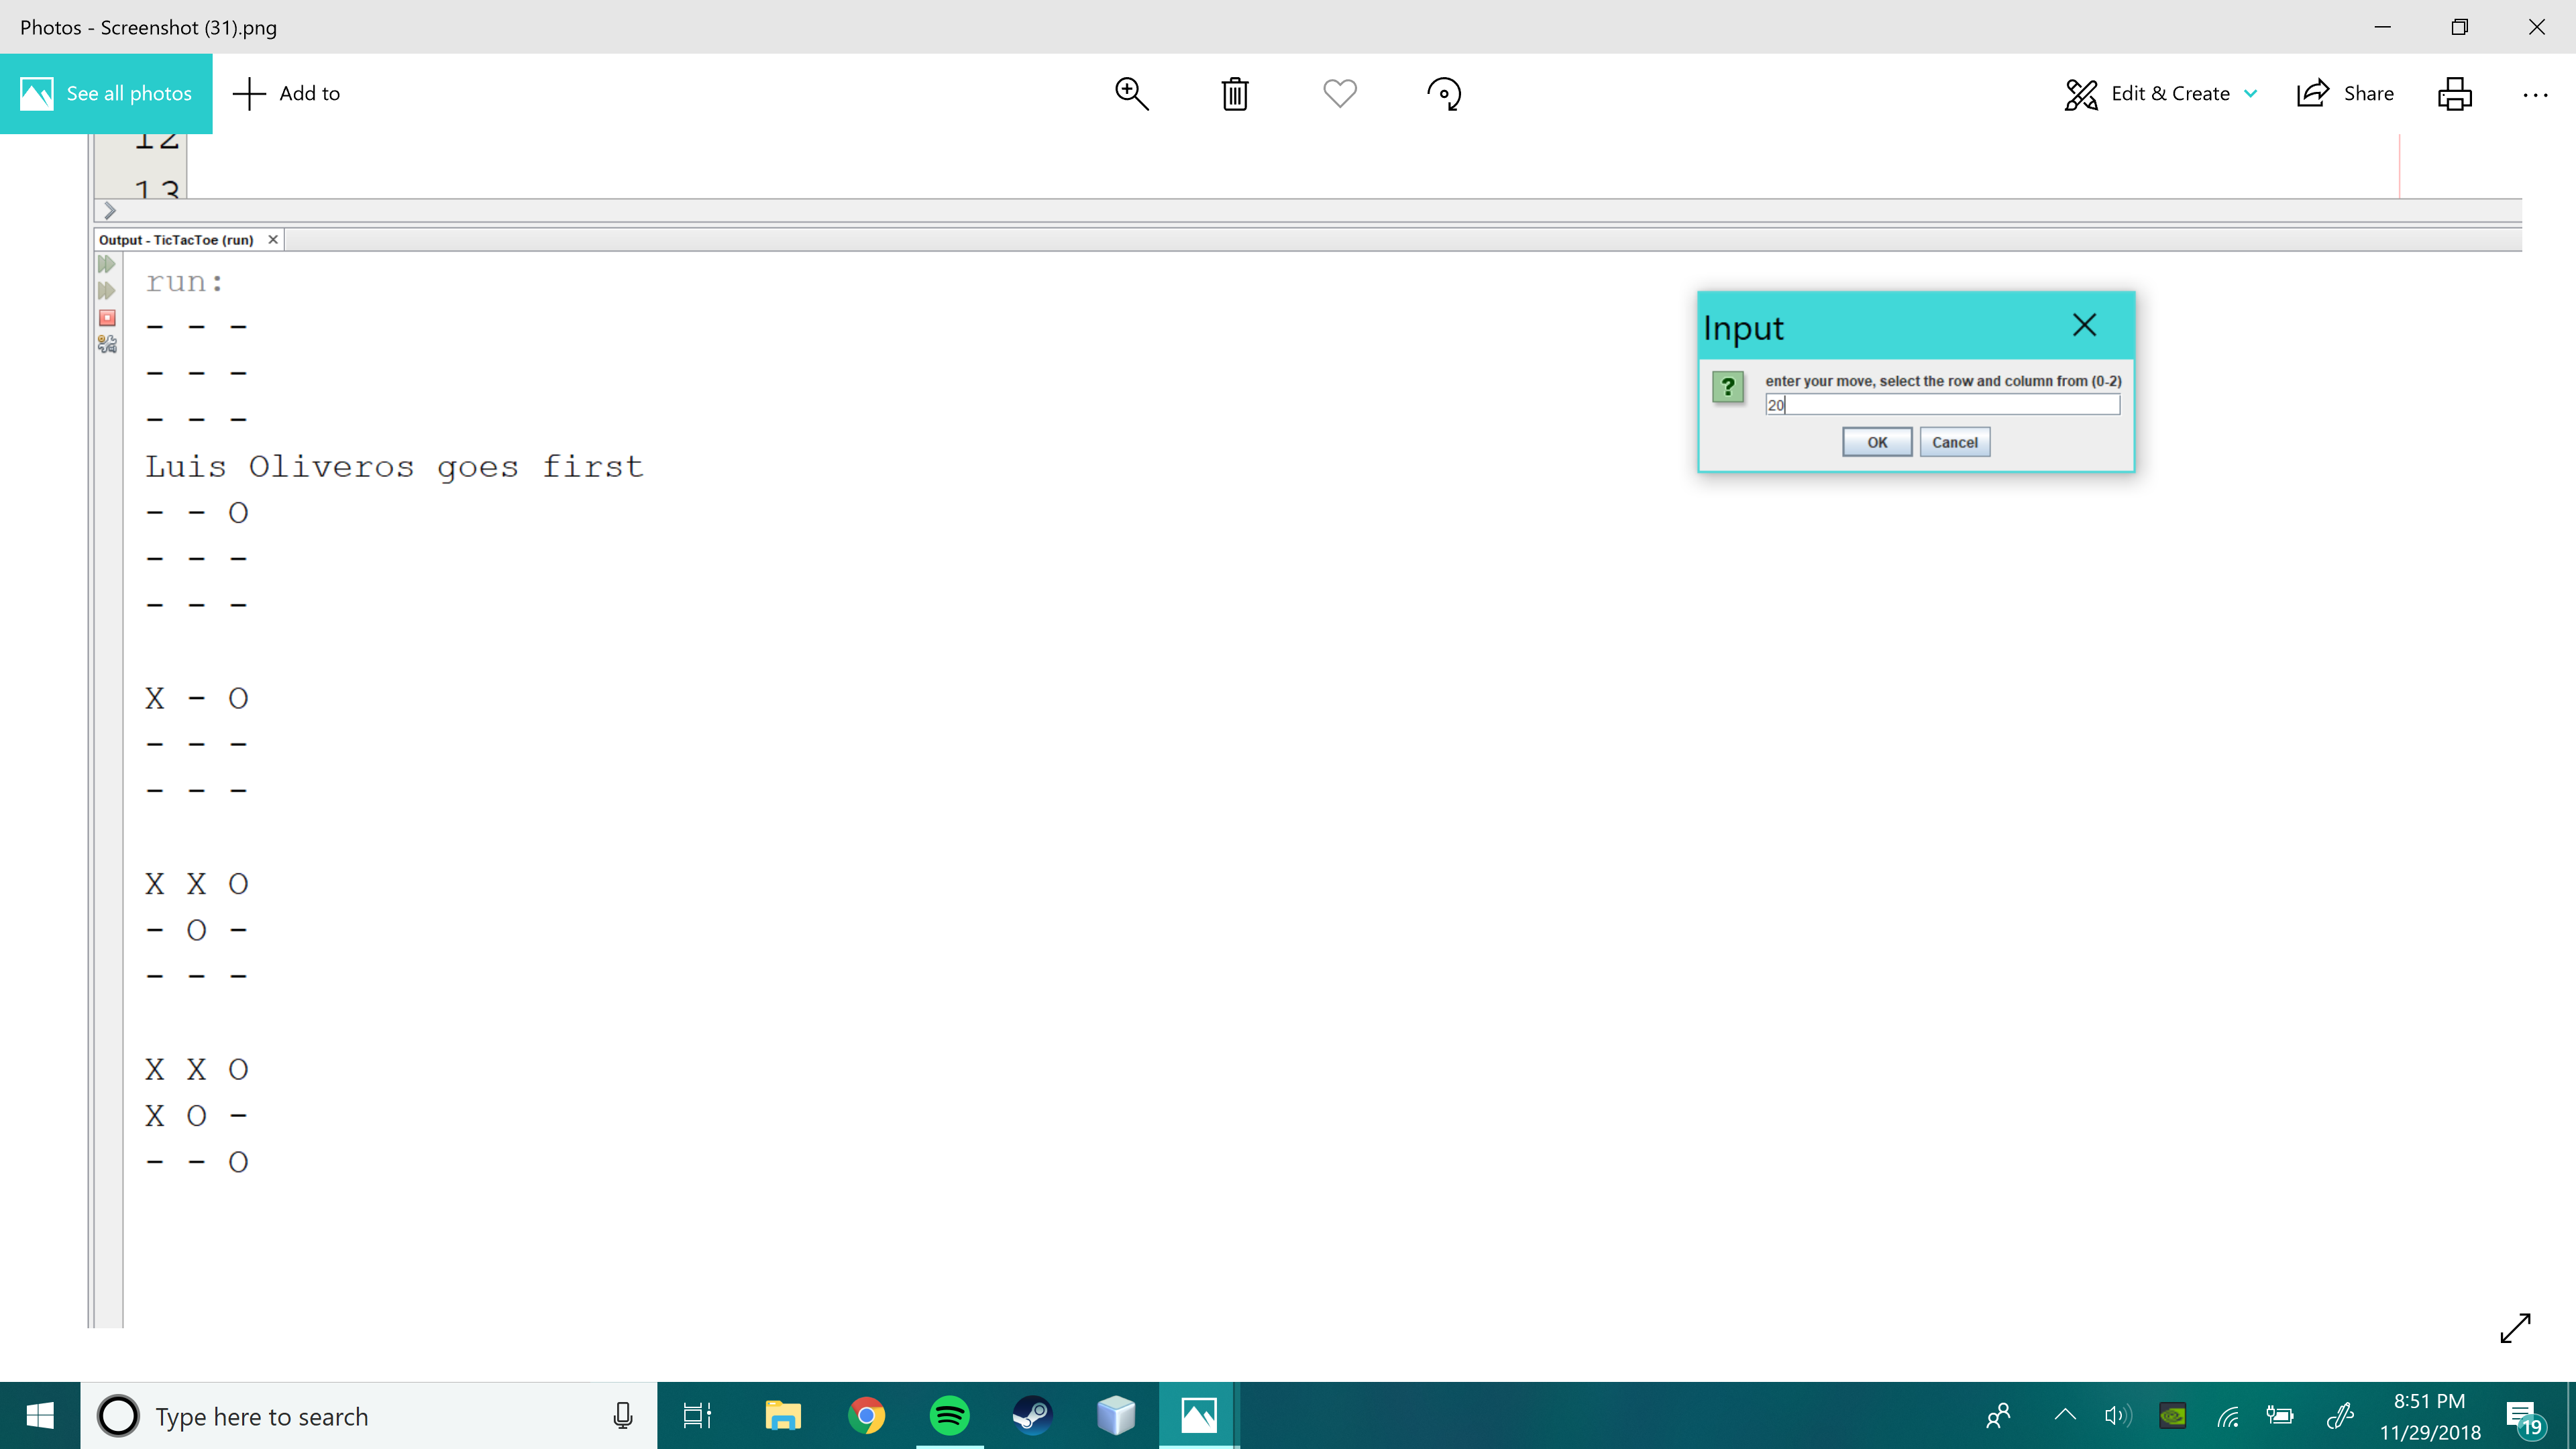 Photos - Screenshot (31).png
See all photos
Add to
Edit & Create
Share
12
13
Output - TicTacToe (run)
run:
- - -
- - -
- - -
Luis Oliveros goes first
- - O
- - -
- - -
X - O
- - -
- - -
X X O
- O -
- - -
X X O
X O -
- - O
Input
?
enter your move, select the row and column from (0-2)
20
OK Cancel
Type here to search
8:51 PM
11/29/2018
19